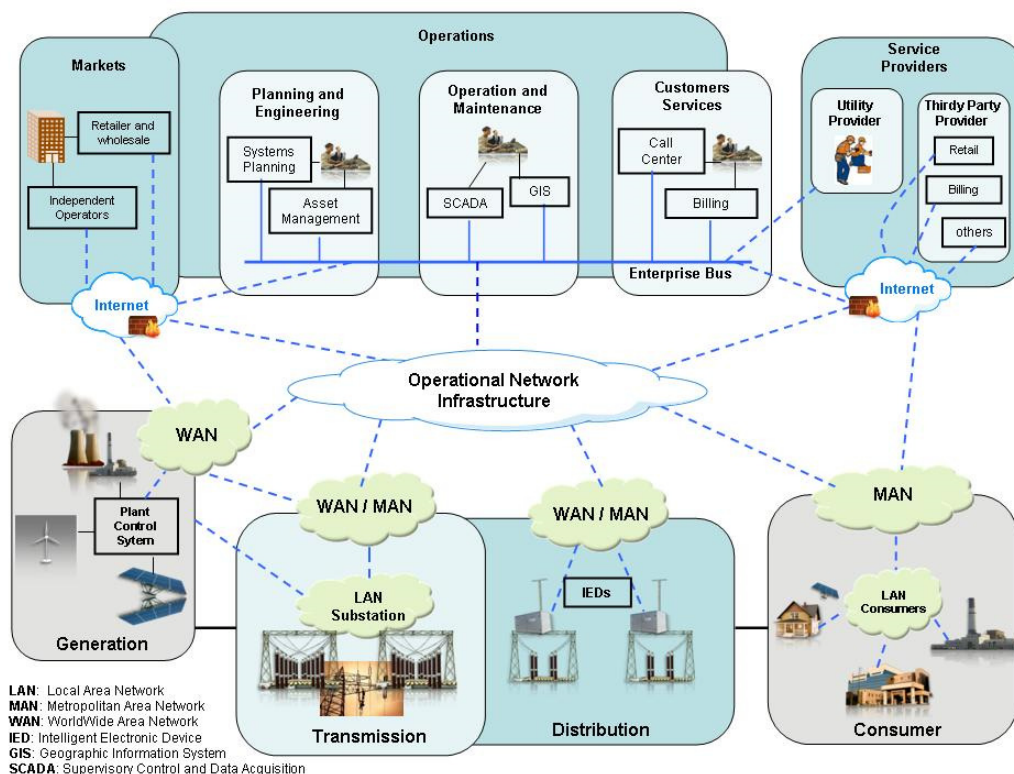 Operations
Markets
Service
Providers
Planning and
Engineering
Operation and
Maintenance
Customers
Services
Utility
Provider
Thirdy Party
Provider
Retailer and
wholesale
Independent
Operators
Systems
Planning
Asset
Management
SCADA
GIS
Call
Center
Billing
Retail
Billing
others
Enterprise Bus
Internet
Internet
Operational Network
Infrastructure
WAN
WAN / MAN
WAN / MAN
MAN
Plant
Control
Sytem
Generation
LAN
Substation
Transmission
IEDs
Distribution
LAN
Consumers
Consumer
LAN: Local Area Network
MAN: Metropolitan Area Network
WAN: WorldWide Area Network
IED: Intelligent Electronic Device
GIS: Geographic Information System
SCADA: Supervisory Control and Data Acquisition